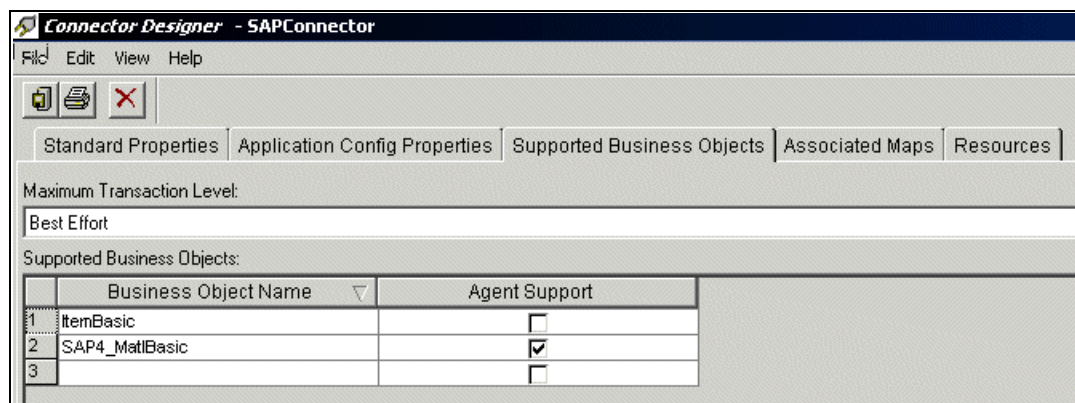 Connector Designer - SAPConnector
File Edit View Help
Standard Properties Application Config Properties Supported Business Objects Associated Maps Resources
Maximum Transaction Level:
Best Effort
Supported Business Objects:
Business Object Name Agent Support
1 ItemBasic
2 SAP4_MatlBasic
3